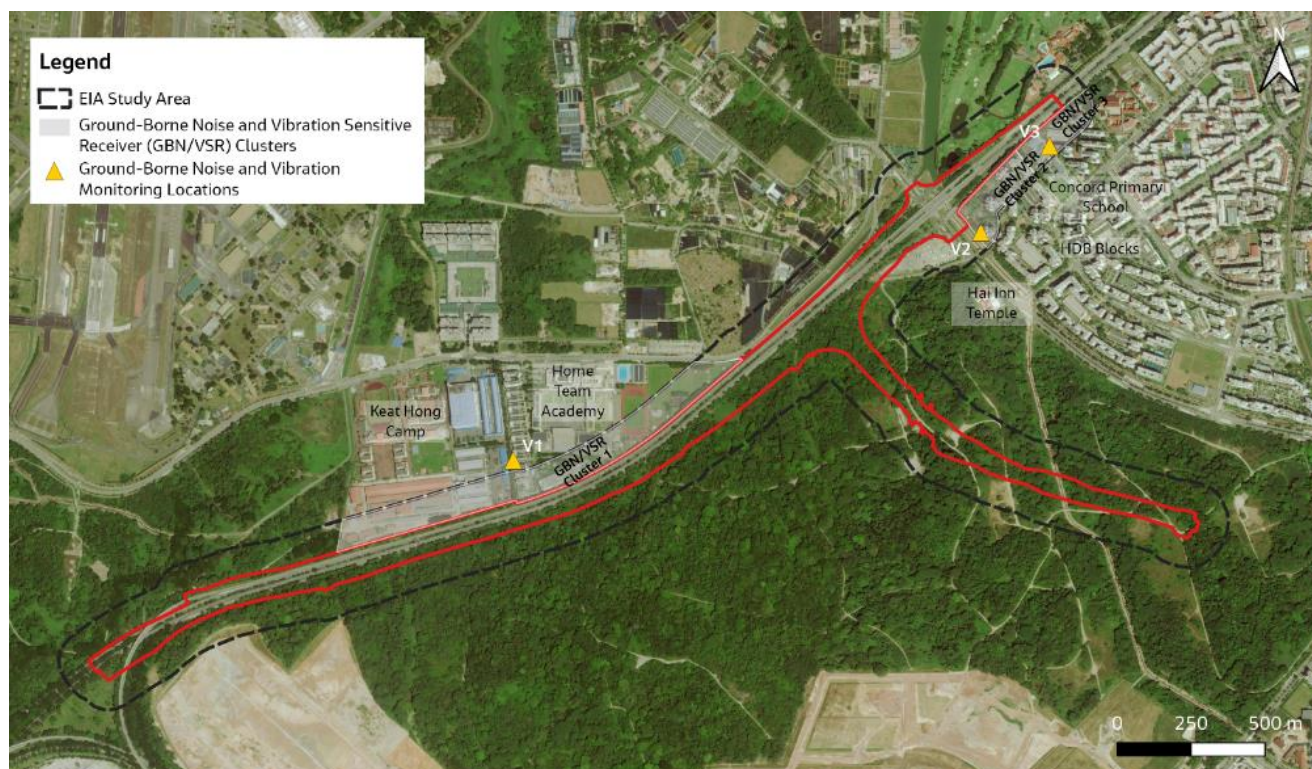 Legend
EIA Study Area
Ground-Borne Noise and Vibration Sensitive
Receiver (GBN/VSR) Clusters
Ground-Borne Noise and Vibration
Monitoring Locations
N
GBN/VSR
Cluster 3
V3
GBN/VSR
Cluster 2
Concord Primary
School
V2
HDB Blocks
Hai Inn
Temple
Home
Team
Academy
Keat Hong
Camp
V1
GBN/VSR
Cluster 1
0 250 500 m